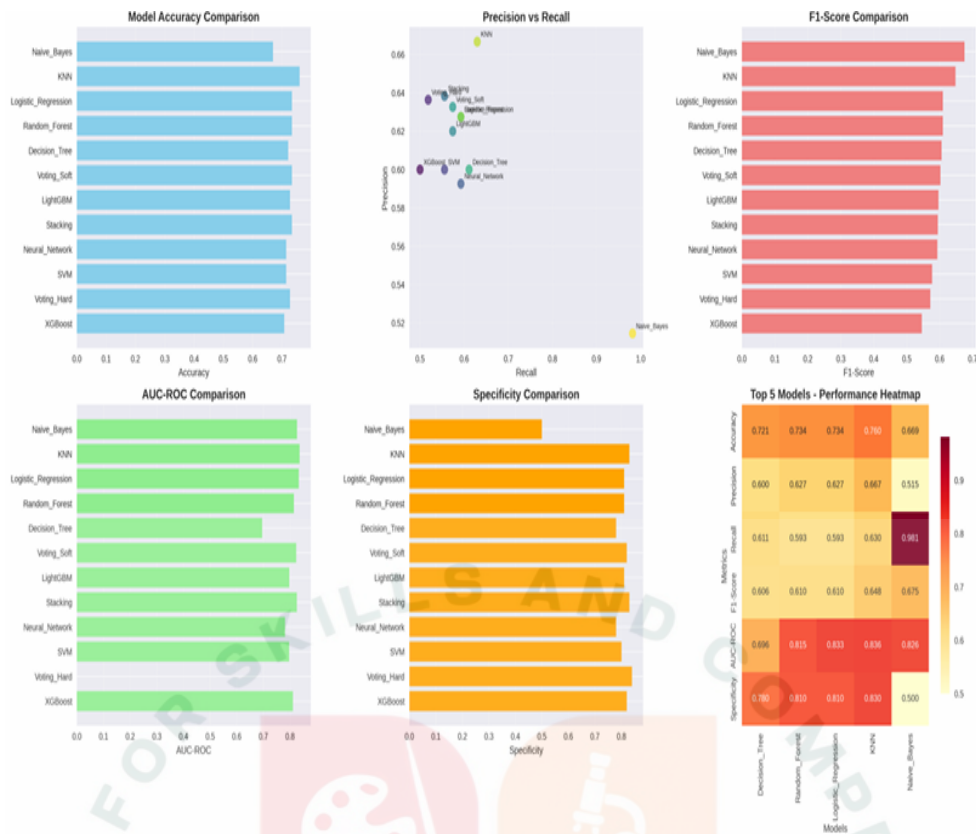 Model Accuracy Comparison
Naive_Bayes
KNN
Logistic_Regression
Random_Forest
Decision_Tree
Voting_Soft
LightGBM
Stacking
Neural_Network
SVM
Voting_Hard
XGBoost
0.0 0.1 0.2 0.3 0.4 0.5 0.6 0.7
Accuracy
Precision vs Recall
Precision
0.66
0.64
0.62
0.60
0.58
0.56
0.54
0.52
KNN
Stacking
Voting_Soft
LightGBM
XGBoost SVM Decision_Tree
Neural_Network
Naive_Bayes
0.5 0.6 0.7 0.8 0.9 1.0
Recall
F1-Score Comparison
Naive_Bayes
KNN
Logistic_Regression
Random_Forest
Decision_Tree
Voting_Soft
LightGBM
Stacking
Neural_Network
SVM
Voting_Hard
XGBoost
0.0 0.1 0.2 0.3 0.4 0.5 0.6 0.7
F1-Score
AUC-ROC Comparison
Naive_Bayes
KNN
Logistic_Regression
Random_Forest
Decision_Tree
Voting_Soft
LightGBM
Stacking
Neural_Network
SVM
Voting_Hard
XGBoost
0.0 0.1 0.2 0.3 0.4 0.5 0.6 0.7 0.8
AUC-ROC
Specificity Comparison
Naive_Bayes
KNN
Logistic_Regression
Random_Forest
Decision_Tree
Voting_Soft
LightGBM
Stacking
Neural_Network
SVM
Voting_Hard
XGBoost
0.0 0.1 0.2 0.3 0.4 0.5 0.6 0.7 0.8
Specificity
Top 5 Models - Performance Heatmap
Metrics
Accuracy 0.721 0.734 0.734 0.760 0.669
Precision 0.600 0.627 0.627 0.667 0.515
Recall 0.611 0.593 0.593 0.630 0.981
F1-Score 0.606 0.610 0.610 0.648 0.675
AUC-ROC 0.696 0.815 0.833 0.836 0.826
Specificity 0.780 0.810 0.810 0.830 0.500
Decision_Tree Random_Forest Logistic_Regression KNN Naive_Bayes
Models
0.9
0.8
0.7
0.6
0.5
FOR SKILLS AND